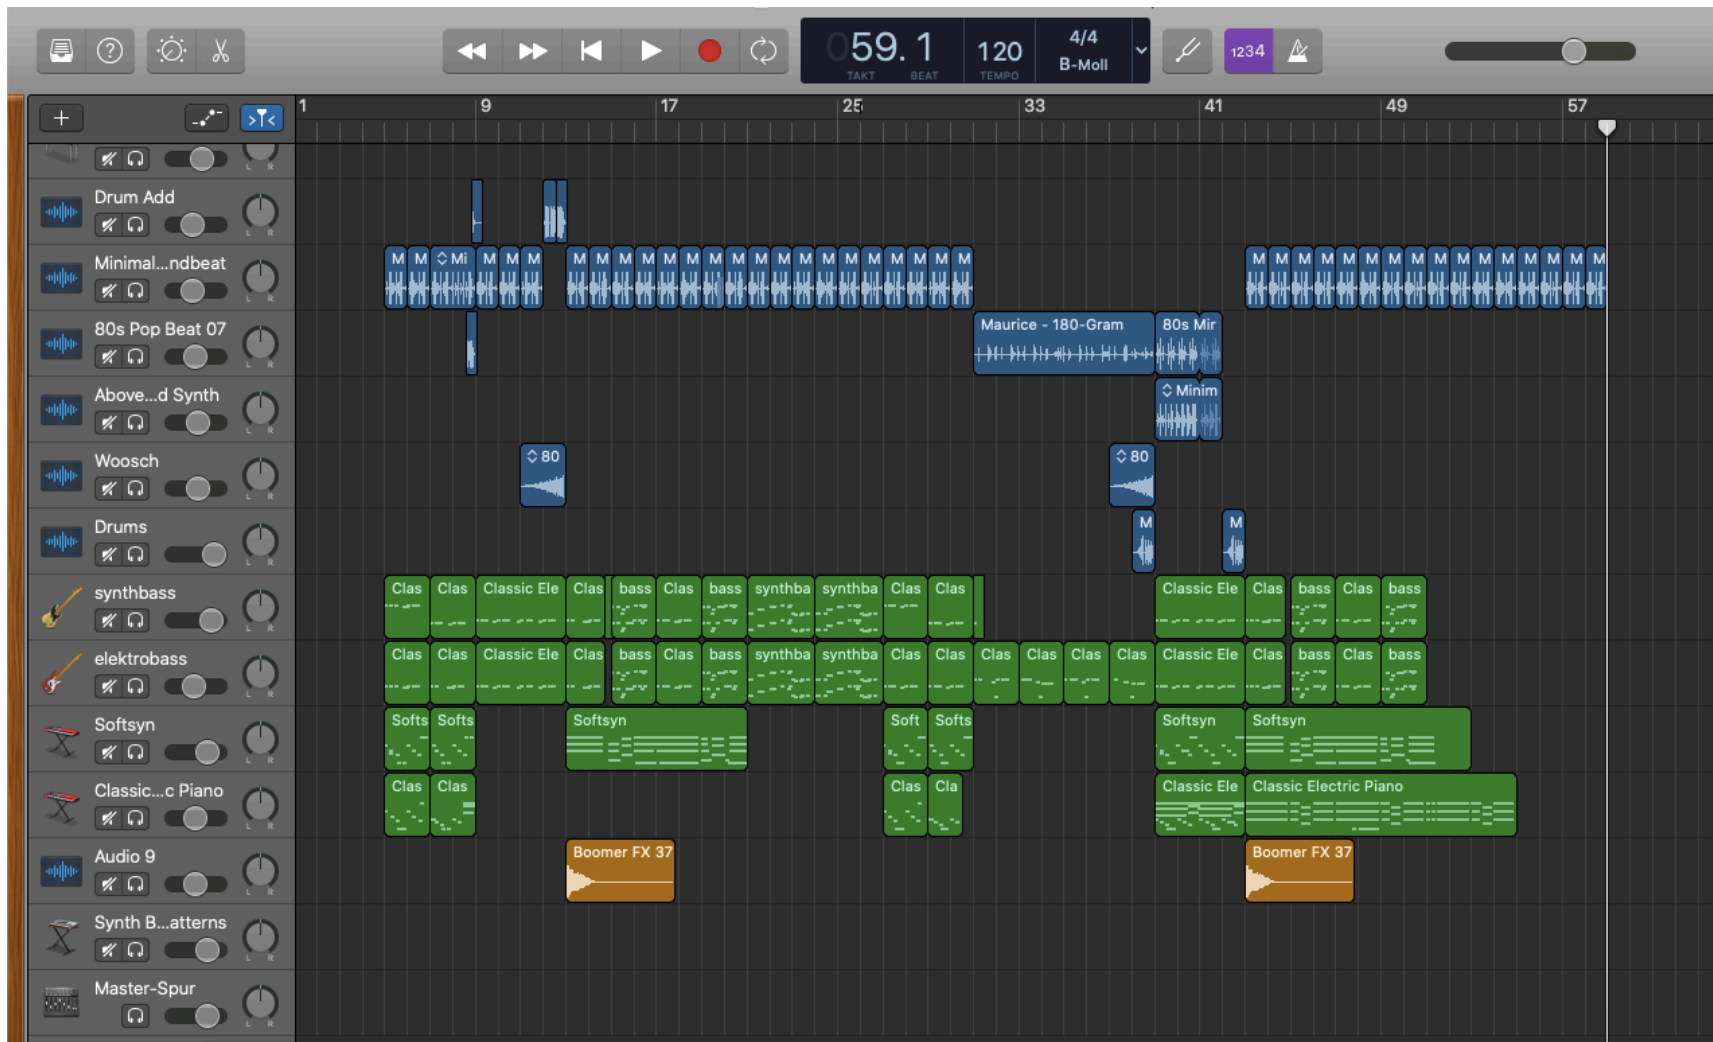 059. 1 120 4/4
B-Moll
TAKT BEAT TEMPO
1234
1 9 17 25 33 41 49 57
L R
Drum Add
L R
Minimal...ndbeat
M M Mi M M M M M M M M M M M M M M M M M M M M M M M M M M M M M M M M M M M M M M M M
L R
80s Pop Beat 07
Maurice - 180-Gram 80s Mir
L R
Above...d Synth
Minim
L R
Woosch
80 80
L R
Drums
M M
L R
synthbass
Clas Clas Classic Ele Clas bass Clas bass synthba synthba Clas Clas Classic Ele Clas bass Clas bass
L R
elektrobass
Clas Clas Classic Ele Clas bass Clas bass synthba synthba Clas Clas Clas Clas Clas Clas Classic Ele Clas bass Clas bass
L R
Softsyn
Softs Softs Softsyn Soft Softs Softsyn Softsyn
L R
Classic...c Piano
Clas Clas Clas Cla Classic Ele Classic Electric Piano
L R
Audio 9
Boomer FX 37 Boomer FX 37
L R
Synth B...atterns
L R
Master-Spur
L R